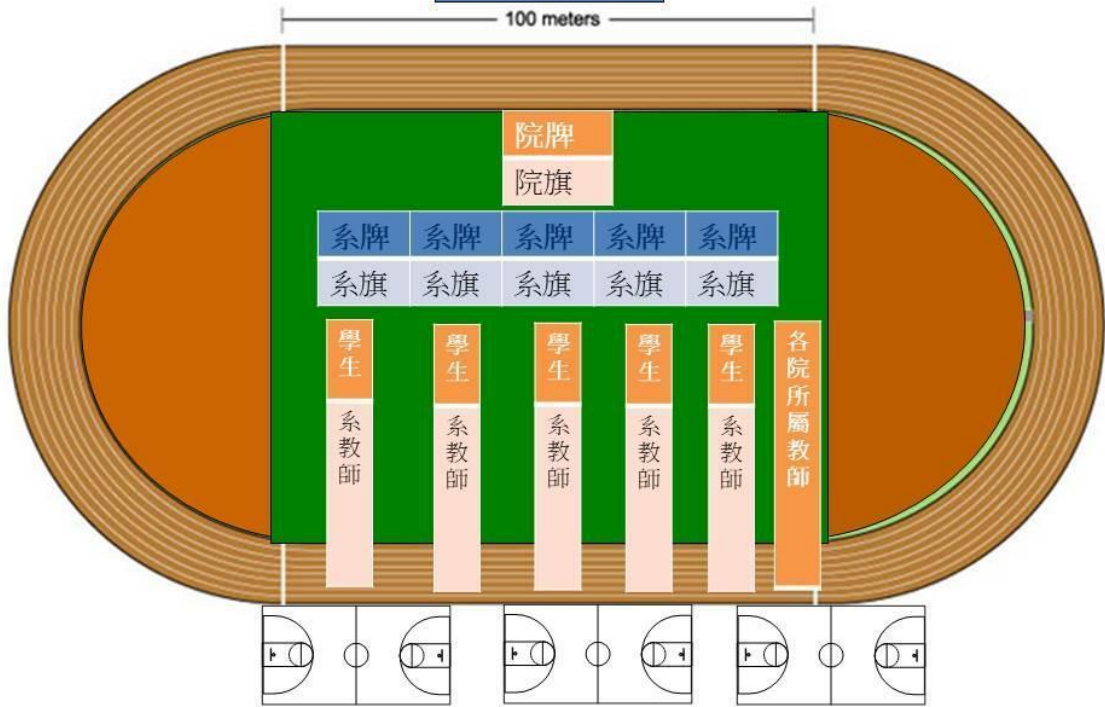 100 meters
院牌
院旗
系牌 系牌 系牌 系牌 系牌
系旗 系旗 系旗 系旗 系旗
學生 學生 學生 學生 學生 各院所屬教師
系教師 系教師 系教師 系教師 系教師